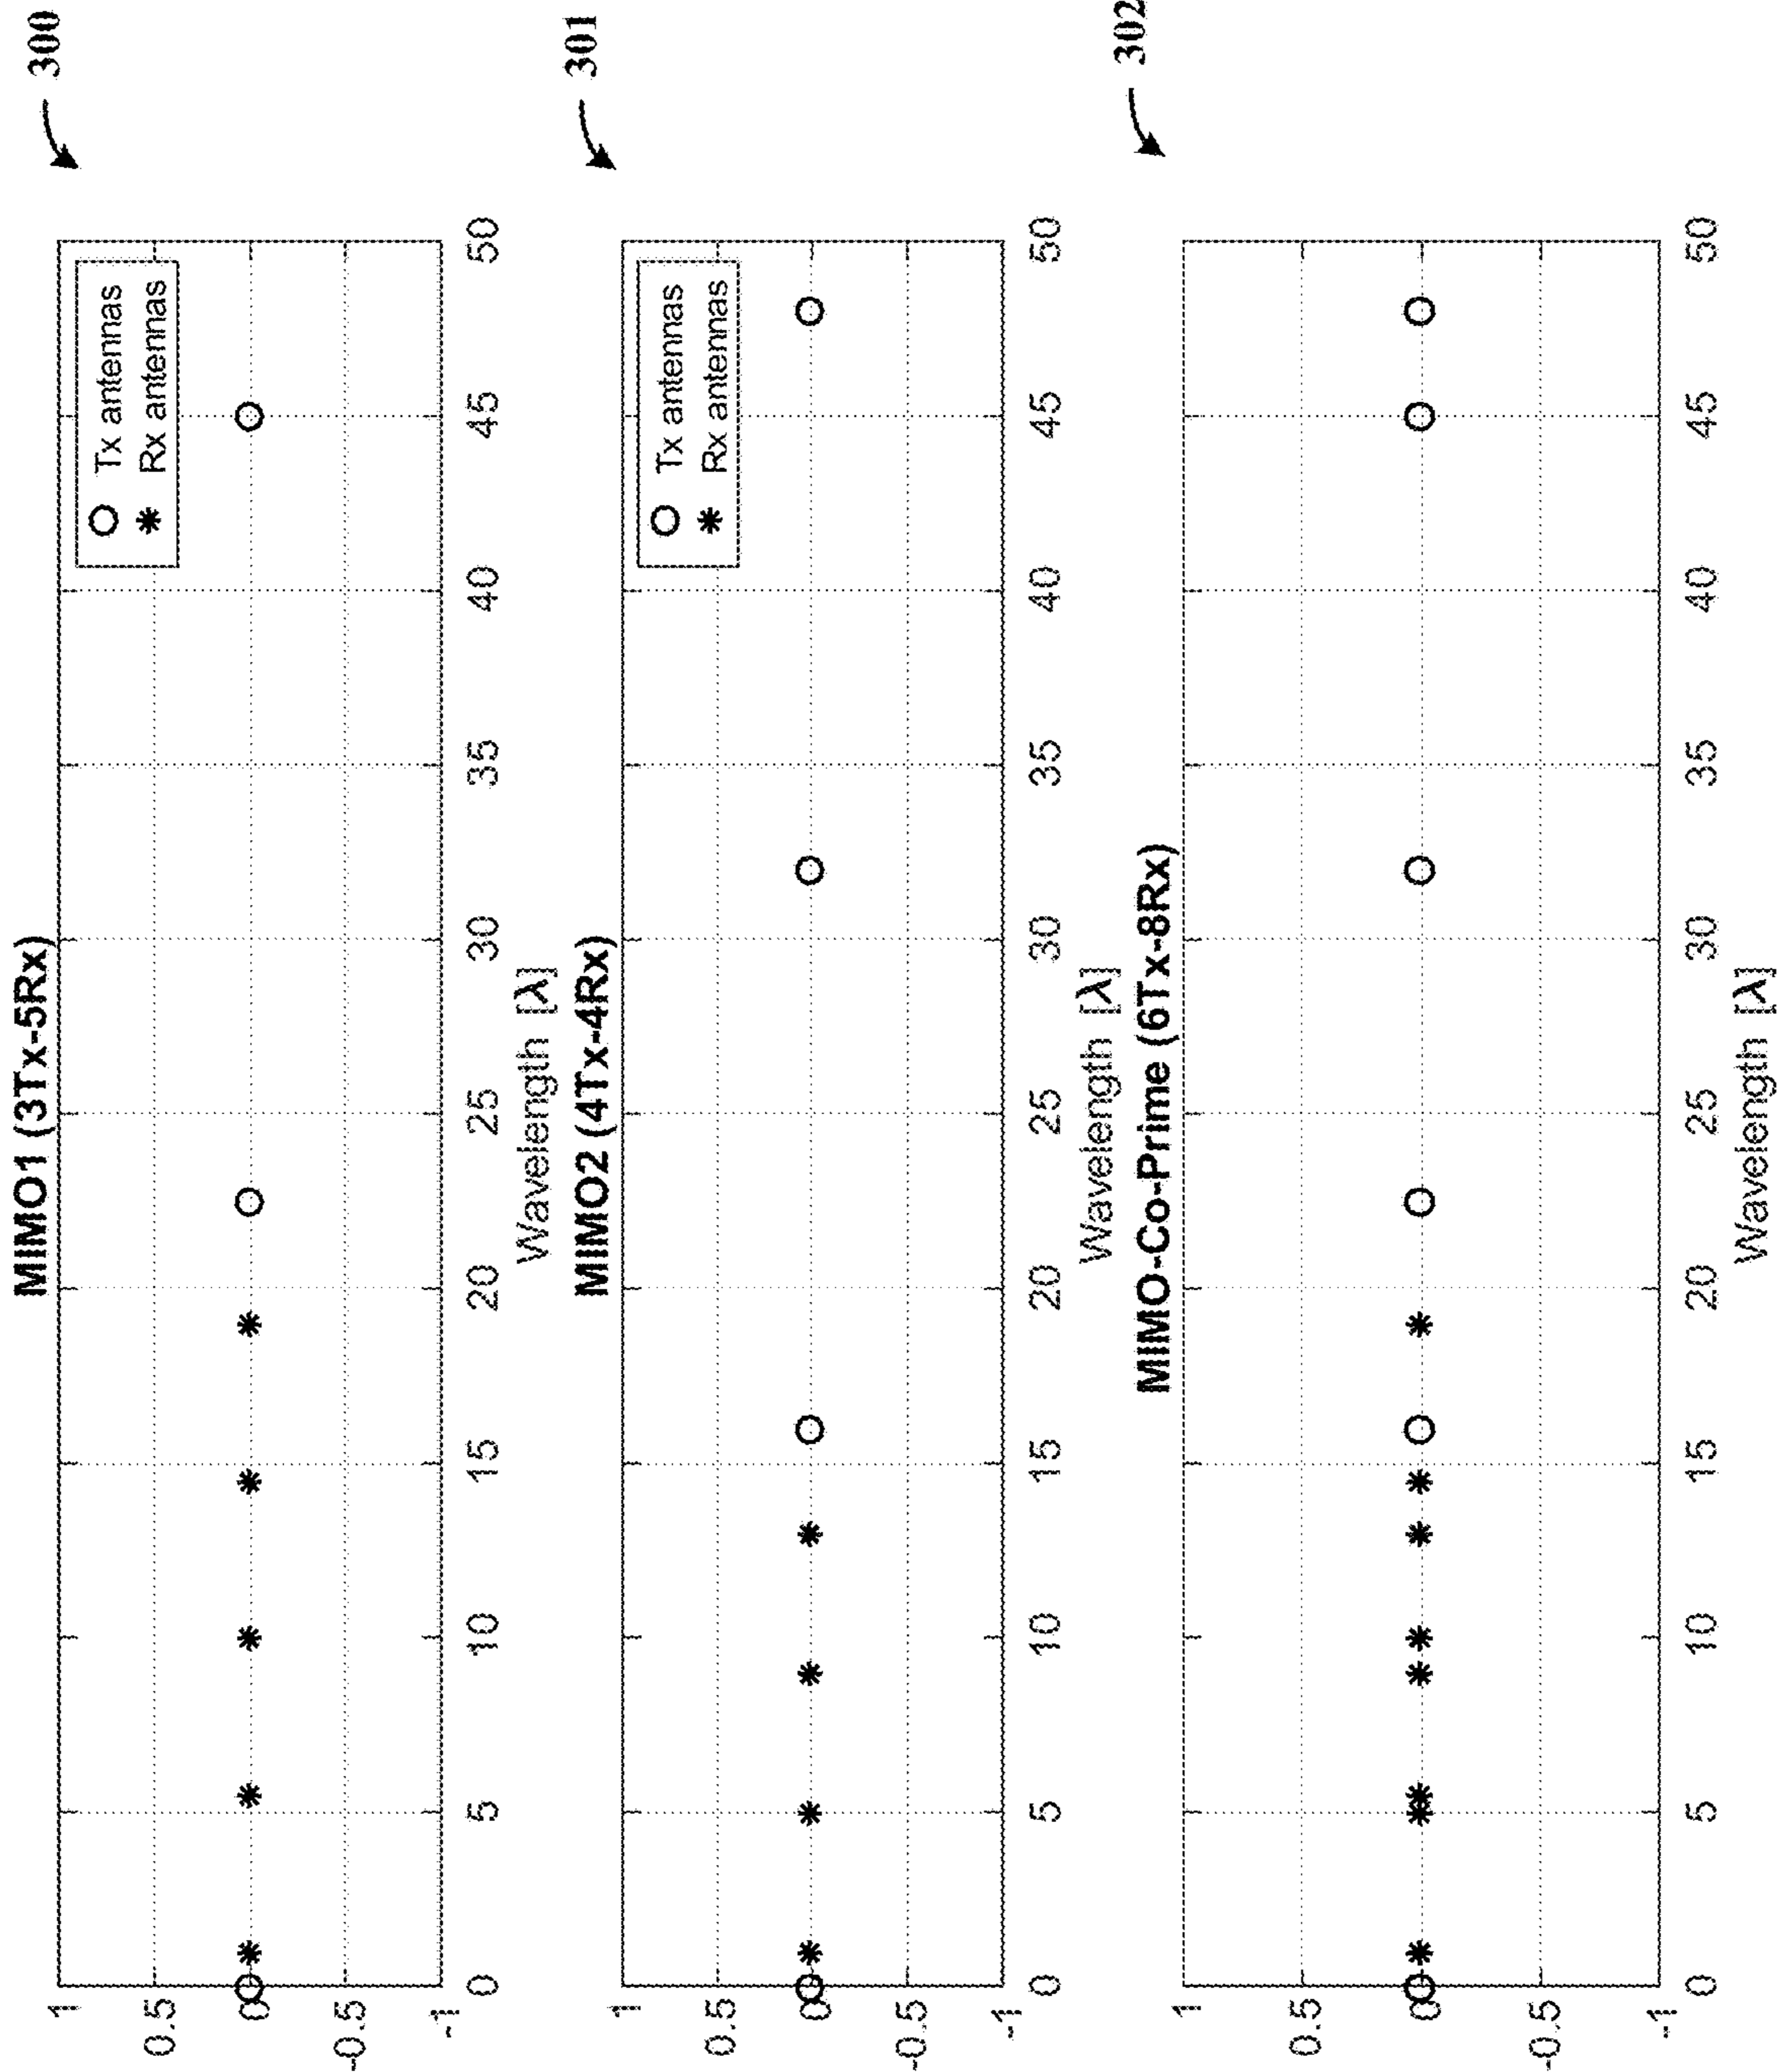 300
MIMO1 (3Tx-5Rx)
1
0.5
0
-0.5
-1
Tx antennas
Rx antennas
0 5 10 15 20 25 30 35 40 45 50
Wavelength [λ]
301
MIMO2 (4Tx-4Rx)
1
0.5
0
-0.5
-1
Tx antennas
Rx antennas
0 5 10 15 20 25 30 35 40 45 50
Wavelength [λ]
302
MIMO-Co-Prime (6Tx-8Rx)
1
0.5
0
-0.5
-1
0 5 10 15 20 25 30 35 40 45 50
Wavelength [λ]